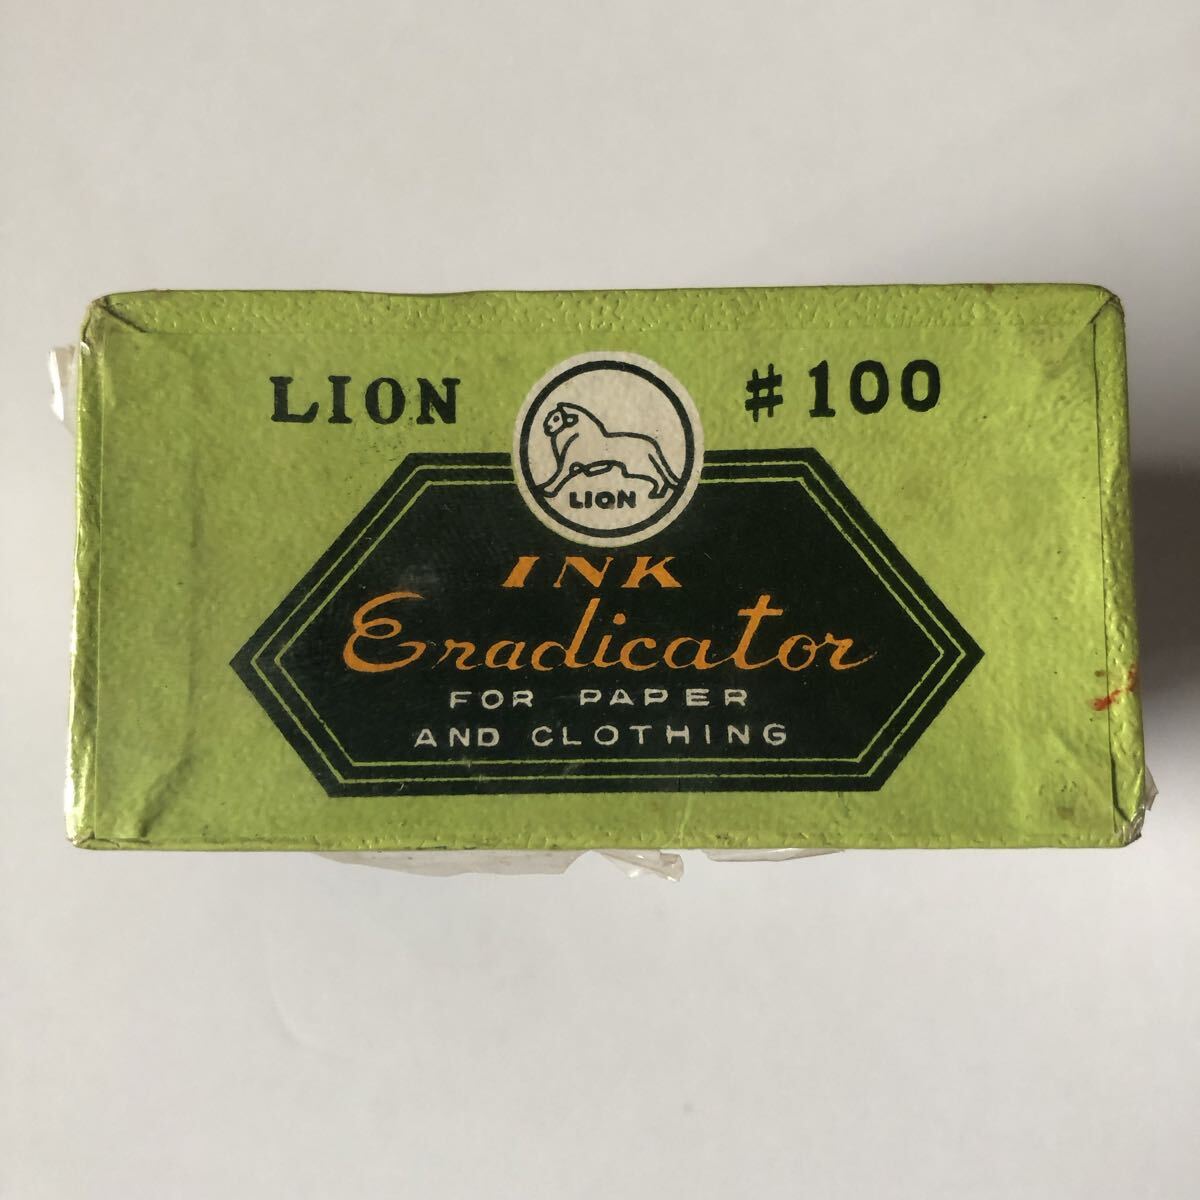 LION #100
LION
INK
Eradicator
FOR PAPER
AND CLOTHING